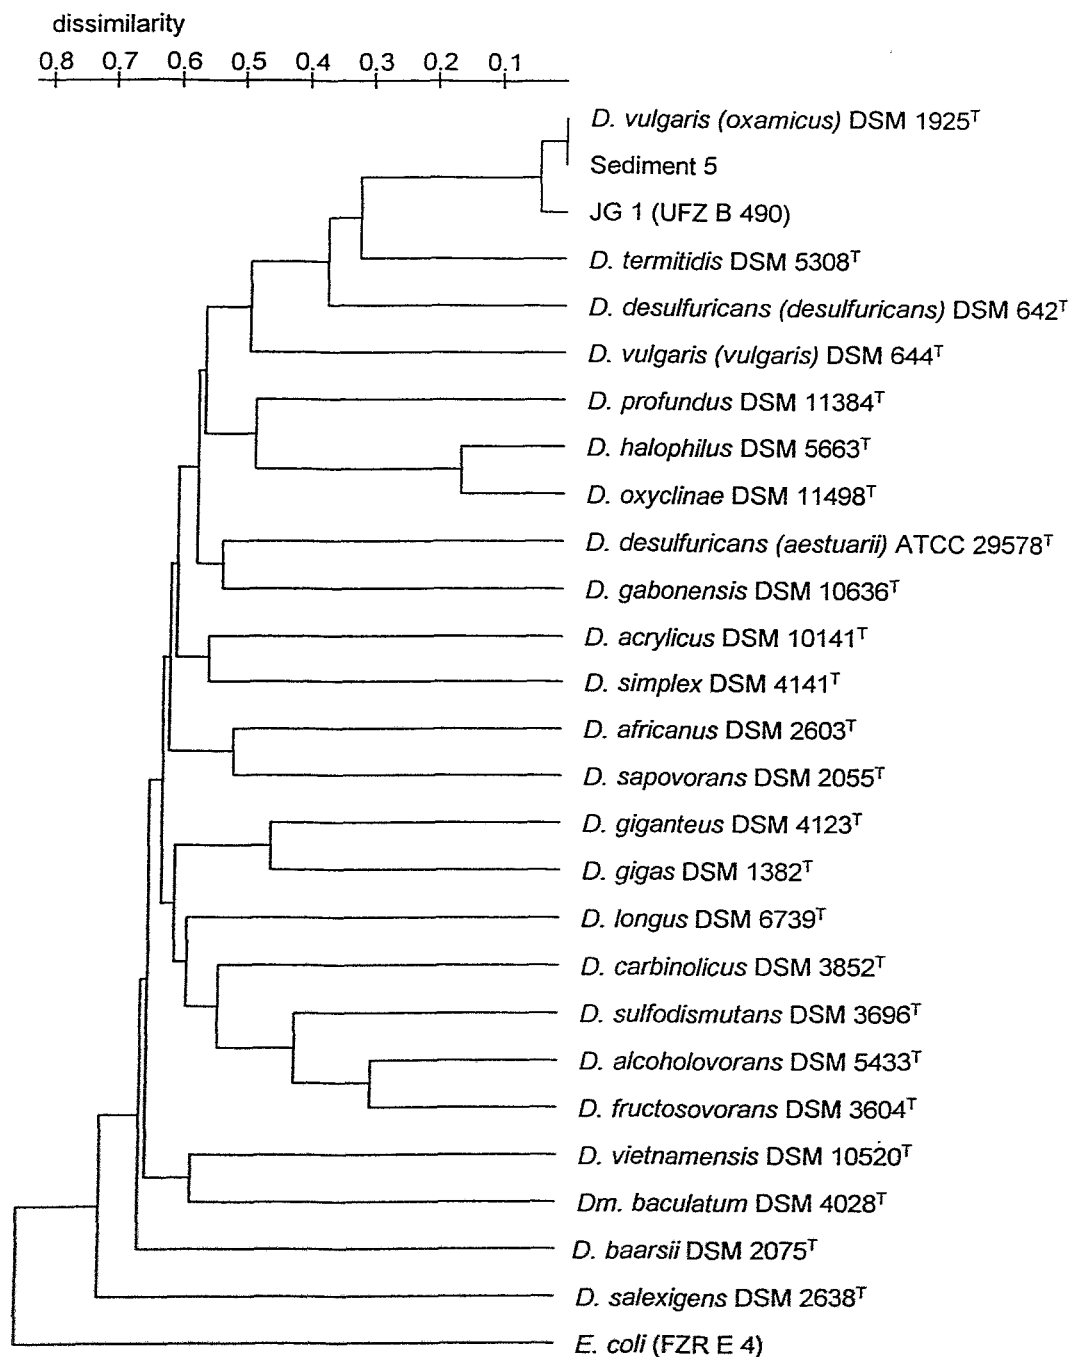 dissimilarity
0.8 0.7 0.6 0.5 0.4 0.3 0.2 0.1
D. vulgaris (oxamicus) DSM 1925ᵀ
Sediment 5
JG 1 (UFZ B 490)
D. termitidis DSM 5308ᵀ
D. desulfuricans (desulfuricans) DSM 642ᵀ
D. vulgaris (vulgaris) DSM 644ᵀ
D. profundus DSM 11384ᵀ
D. halophilus DSM 5663ᵀ
D. oxyclinae DSM 11498ᵀ
D. desulfuricans (aestuarii) ATCC 29578ᵀ
D. gabonensis DSM 10636ᵀ
D. acrylicus DSM 10141ᵀ
D. simplex DSM 4141ᵀ
D. africanus DSM 2603ᵀ
D. sapovorans DSM 2055ᵀ
D. giganteus DSM 4123ᵀ
D. gigas DSM 1382ᵀ
D. longus DSM 6739ᵀ
D. carbinolicus DSM 3852ᵀ
D. sulfodismutans DSM 3696ᵀ
D. alcoholovorans DSM 5433ᵀ
D. fructosovorans DSM 3604ᵀ
D. vietnamensis DSM 10520ᵀ
Dm. baculatum DSM 4028ᵀ
D. baarsii DSM 2075ᵀ
D. salexigens DSM 2638ᵀ
E. coli (FZR E 4)